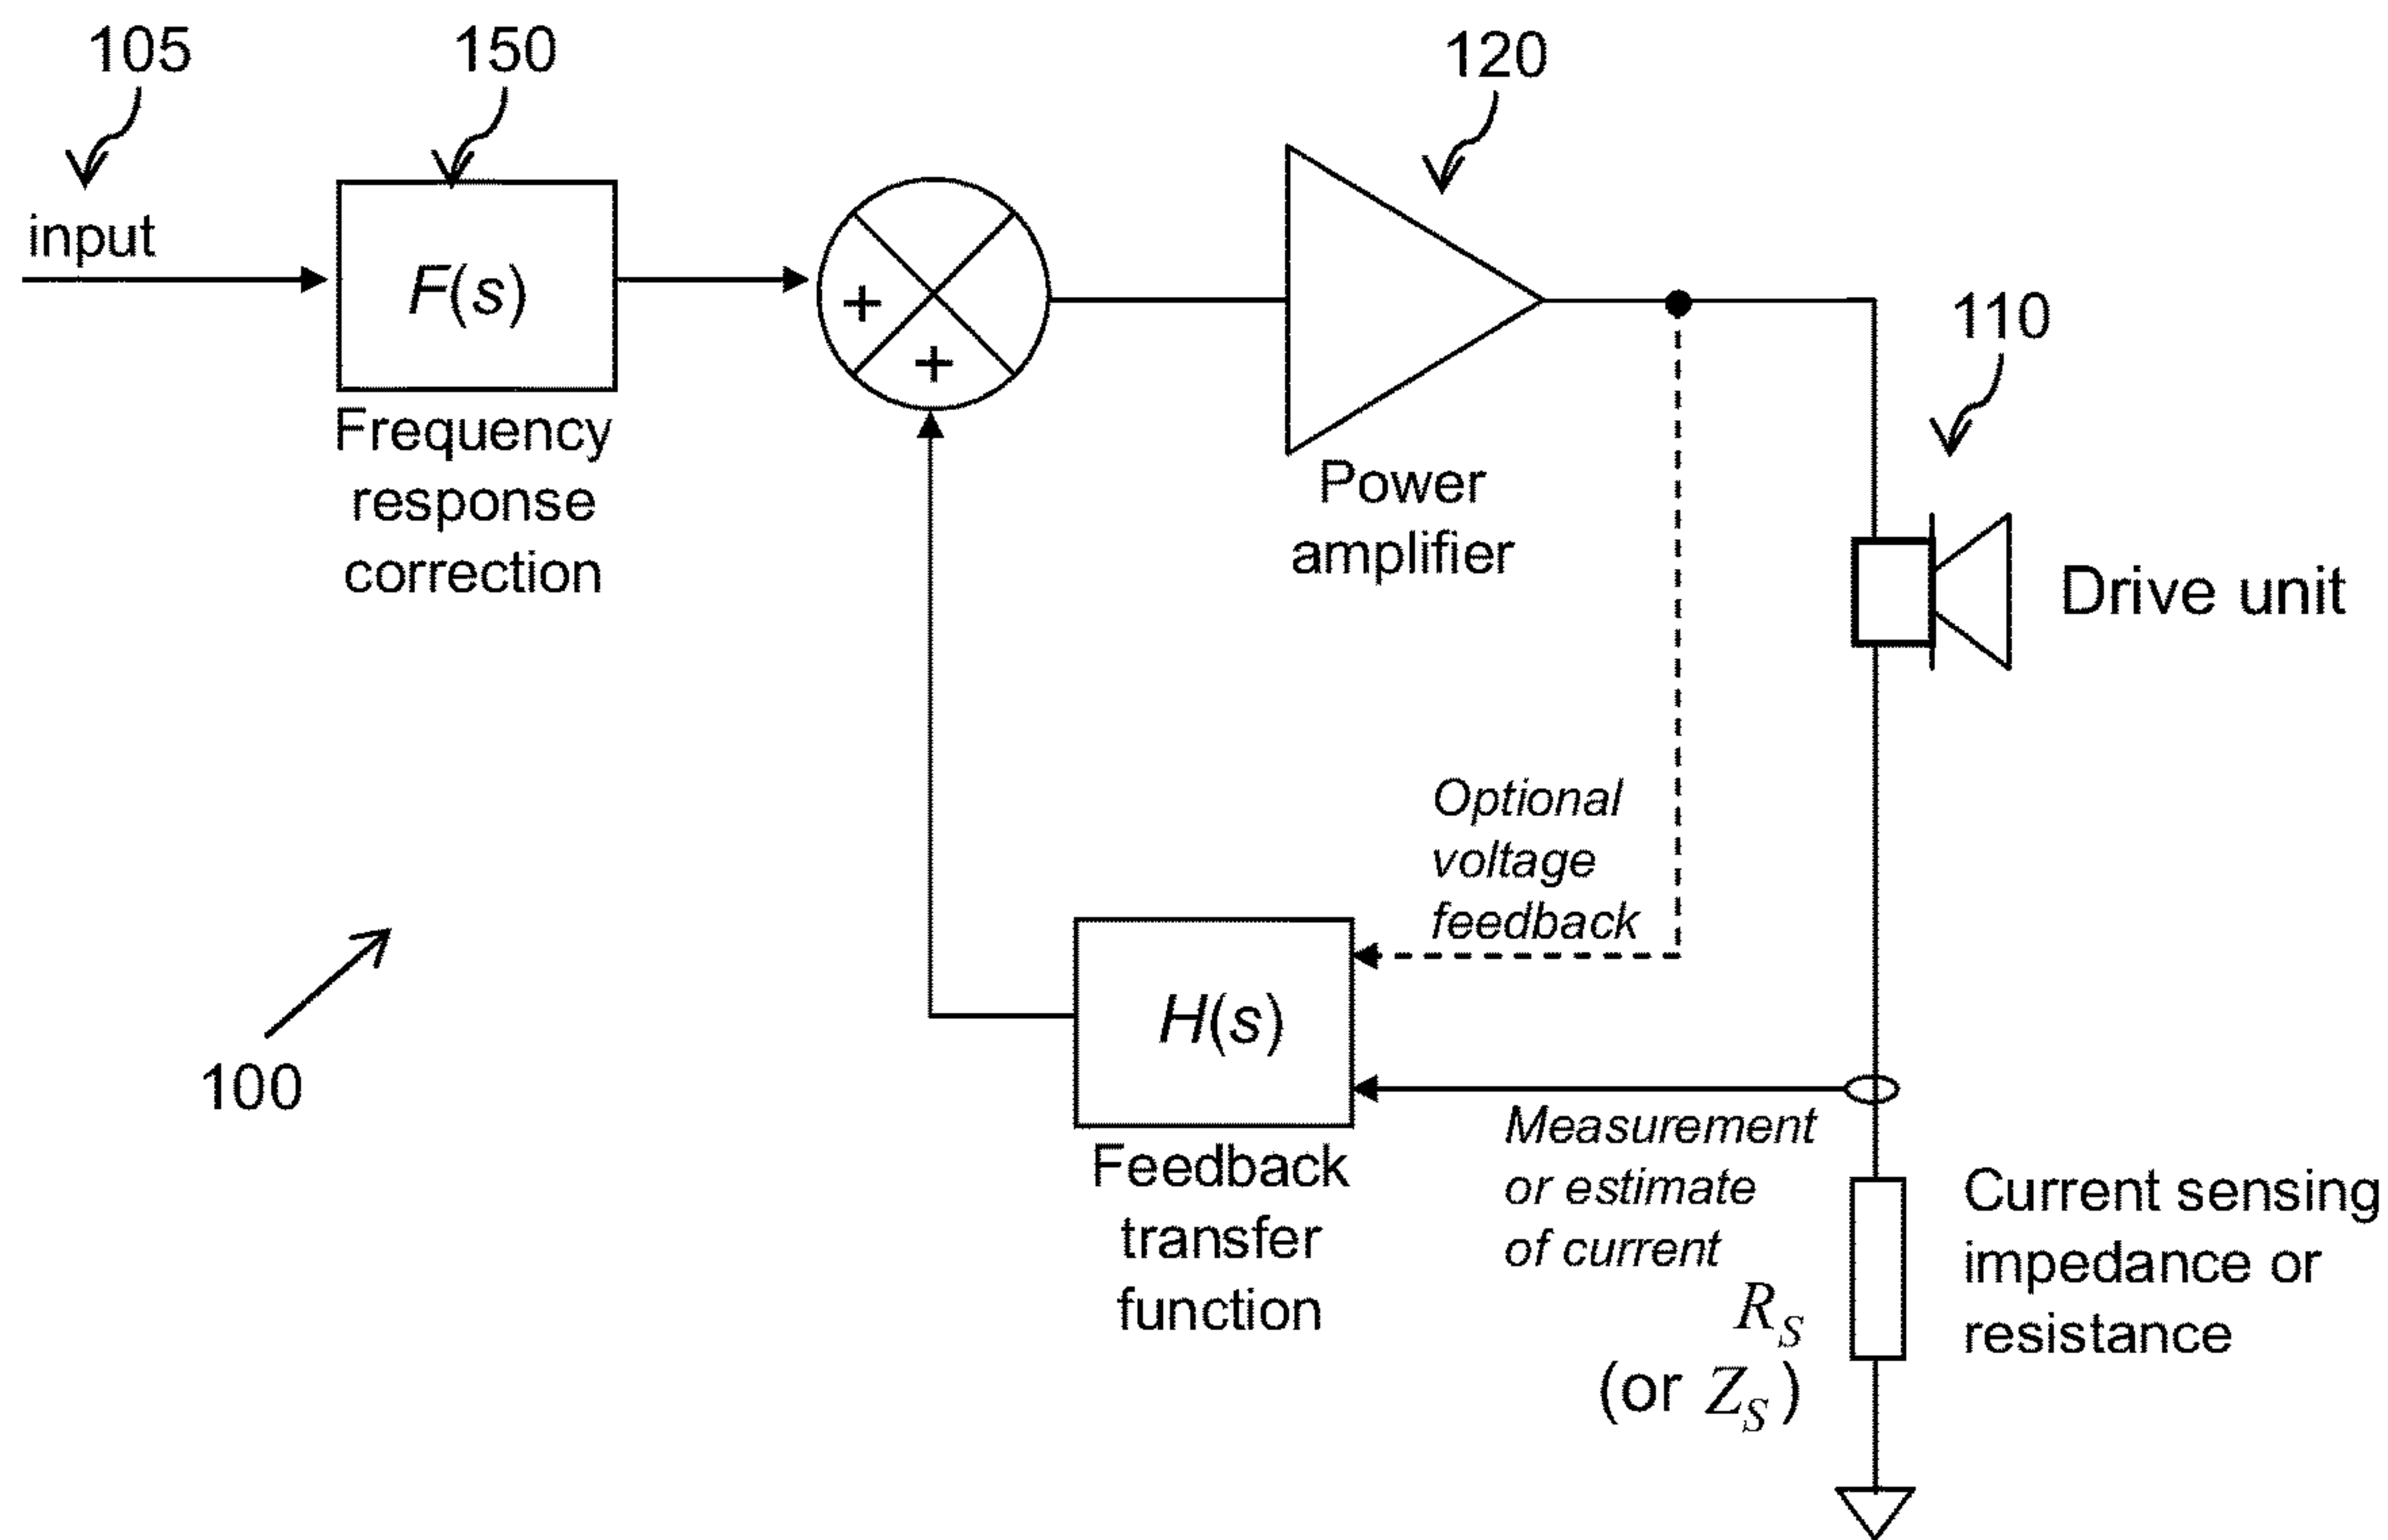 105
150
120
input
F(s)
+
+
110
Frequency
response
correction
Power
amplifier
Drive unit
Optional
voltage
feedback
H(s)
100
Feedback
transfer
function
Measurement
or estimate
of current
R_S
(or Z_S)
Current sensing
impedance or
resistance